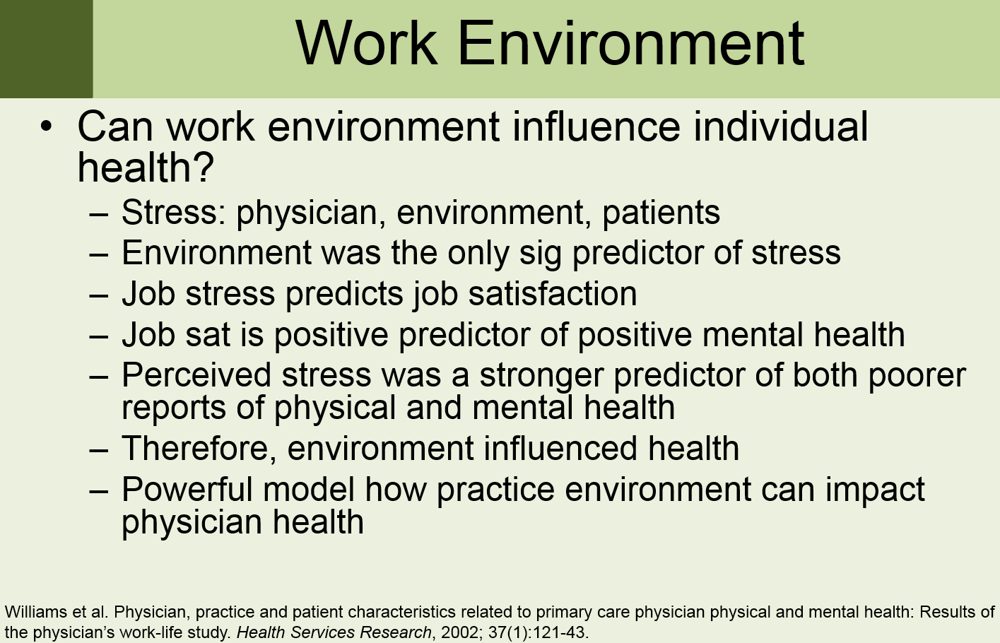 Work Environment
• Can work environment influence individual
health?
– Stress: physician, environment, patients
– Environment was the only sig predictor of stress
– Job stress predicts job satisfaction
– Job sat is positive predictor of positive mental health
– Perceived stress was a stronger predictor of both poorer
reports of physical and mental health
– Therefore, environment influenced health
– Powerful model how practice environment can impact
physician health
Williams et al. Physician, practice and patient characteristics related to primary care physician physical and mental health: Results of
the physician’s work-life study. Health Services Research, 2002; 37(1):121-43.